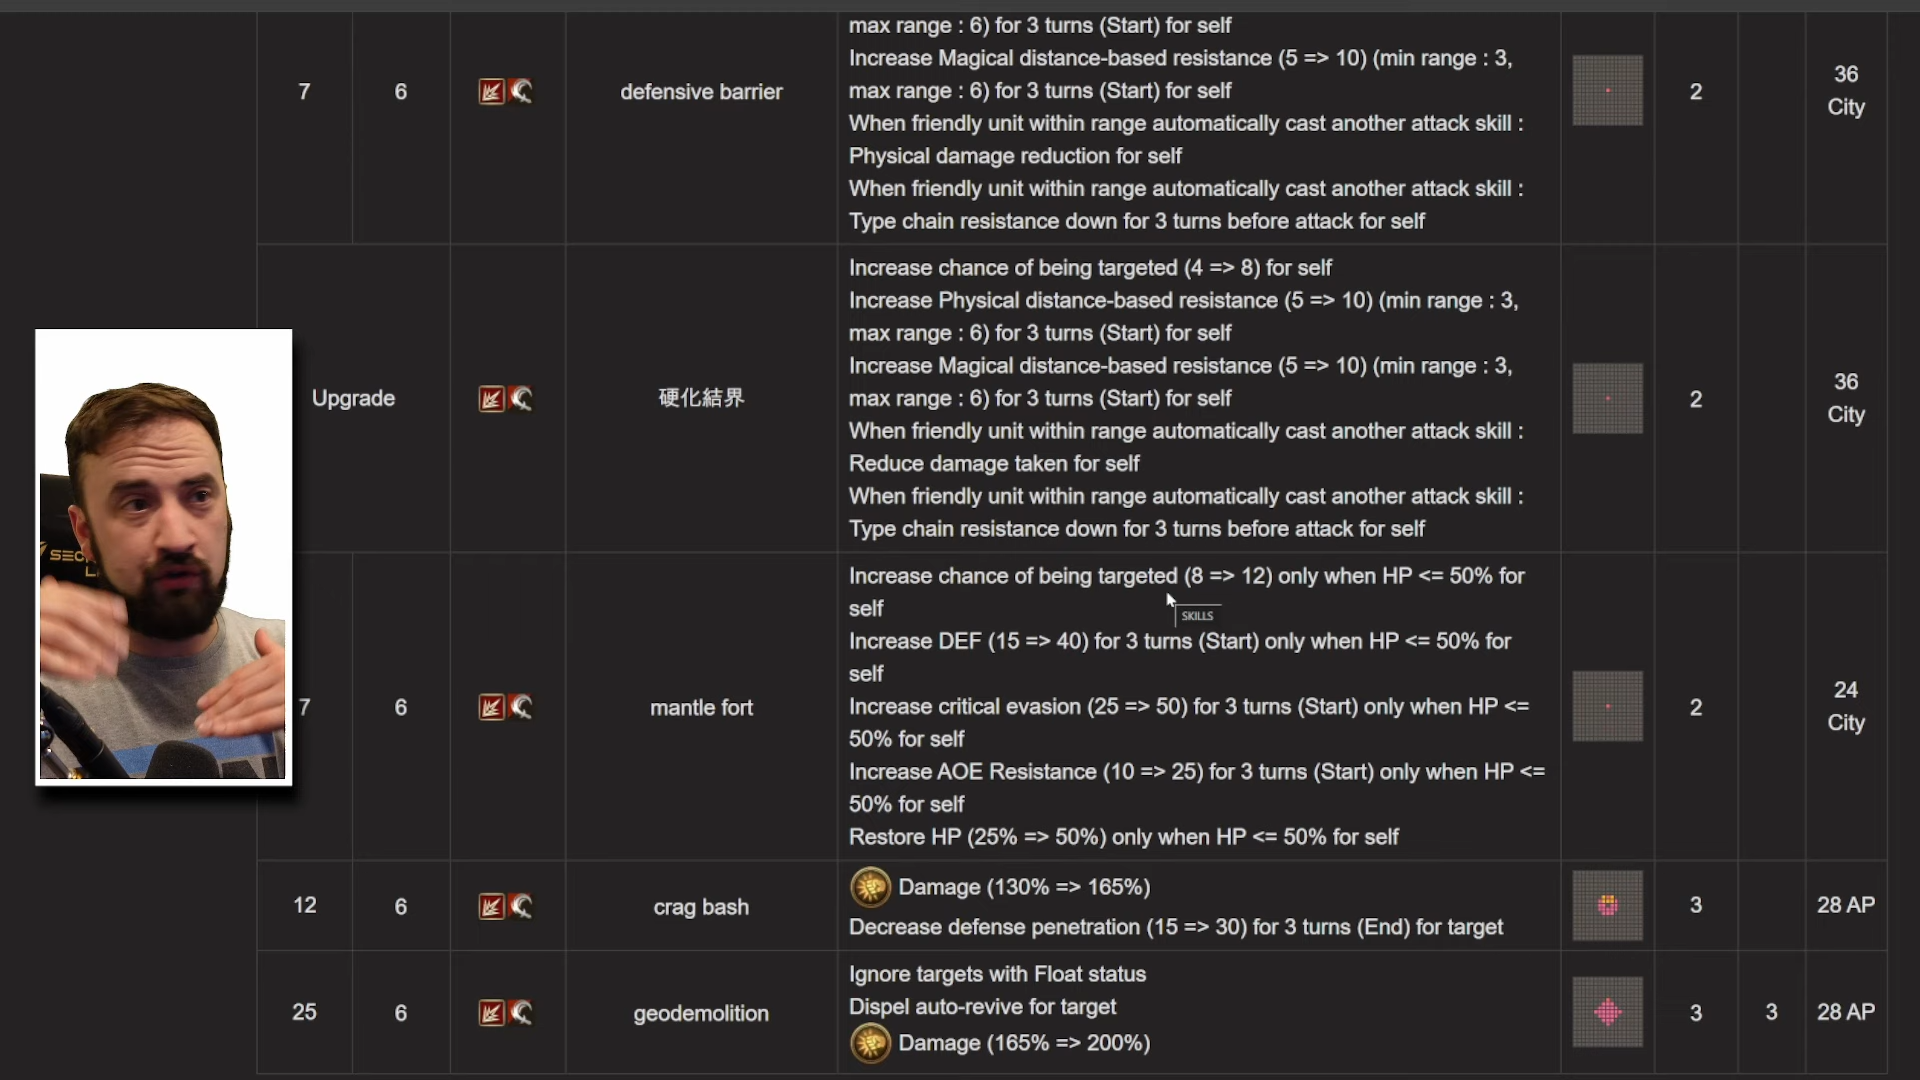 max range : 6) for 3 turns (Start) for self
Increase Magical distance-based resistance (5 => 10) (min range : 3,
max range : 6) for 3 turns (Start) for self
When friendly unit within range automatically cast another attack skill :
Physical damage reduction for self
When friendly unit within range automatically cast another attack skill :
Type chain resistance down for 3 turns before attack for self
7
6
defensive barrier
2
36
City
Upgrade
硬化結界
Increase chance of being targeted (4 => 8) for self
Increase Physical distance-based resistance (5 => 10) (min range : 3,
max range : 6) for 3 turns (Start) for self
Increase Magical distance-based resistance (5 => 10) (min range : 3,
max range : 6) for 3 turns (Start) for self
When friendly unit within range automatically cast another attack skill :
Reduce damage taken for self
When friendly unit within range automatically cast another attack skill :
Type chain resistance down for 3 turns before attack for self
2
36
City
7
6
mantle fort
Increase chance of being targeted (8 => 12) only when HP <= 50% for
self
SKILLS
Increase DEF (15 => 40) for 3 turns (Start) only when HP <= 50% for
self
Increase critical evasion (25 => 50) for 3 turns (Start) only when HP <=
50% for self
Increase AOE Resistance (10 => 25) for 3 turns (Start) only when HP <=
50% for self
Restore HP (25% => 50%) only when HP <= 50% for self
2
24
City
12
6
crag bash
Damage (130% => 165%)
Decrease defense penetration (15 => 30) for 3 turns (End) for target
3
28 AP
25
6
geodemolition
Ignore targets with Float status
Dispel auto-revive for target
Damage (165% => 200%)
3
3
28 AP